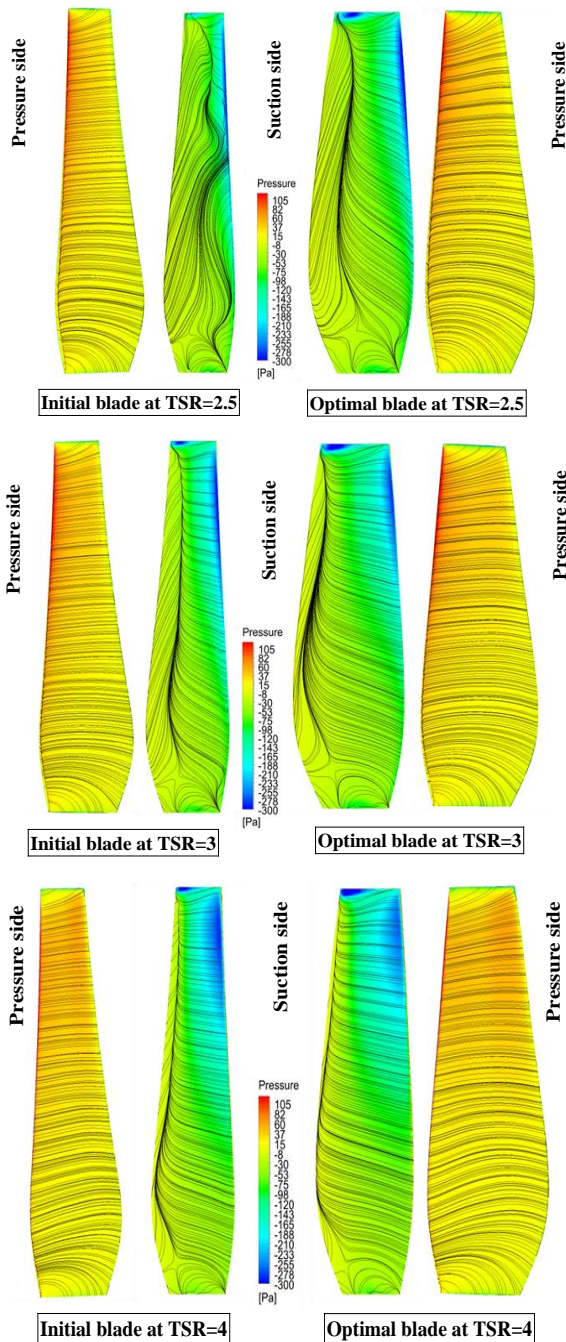 Pressure side
Suction side
Pressure side
Pressure
105
82
60
37
15
-8
-30
-53
-75
-98
-120
-143
-165
-188
-210
-233
-255
-278
-300
[Pa]
Initial blade at TSR=2.5
Optimal blade at TSR=2.5
Pressure side
Suction side
Pressure side
Pressure
105
82
60
37
15
-8
-30
-53
-75
-98
-120
-143
-165
-188
-210
-233
-255
-278
-300
[Pa]
Initial blade at TSR=3
Optimal blade at TSR=3
Pressure side
Suction side
Pressure side
Pressure
105
82
60
37
15
-8
-30
-53
-75
-98
-120
-143
-165
-188
-210
-233
-255
-278
-300
[Pa]
Initial blade at TSR=4
Optimal blade at TSR=4